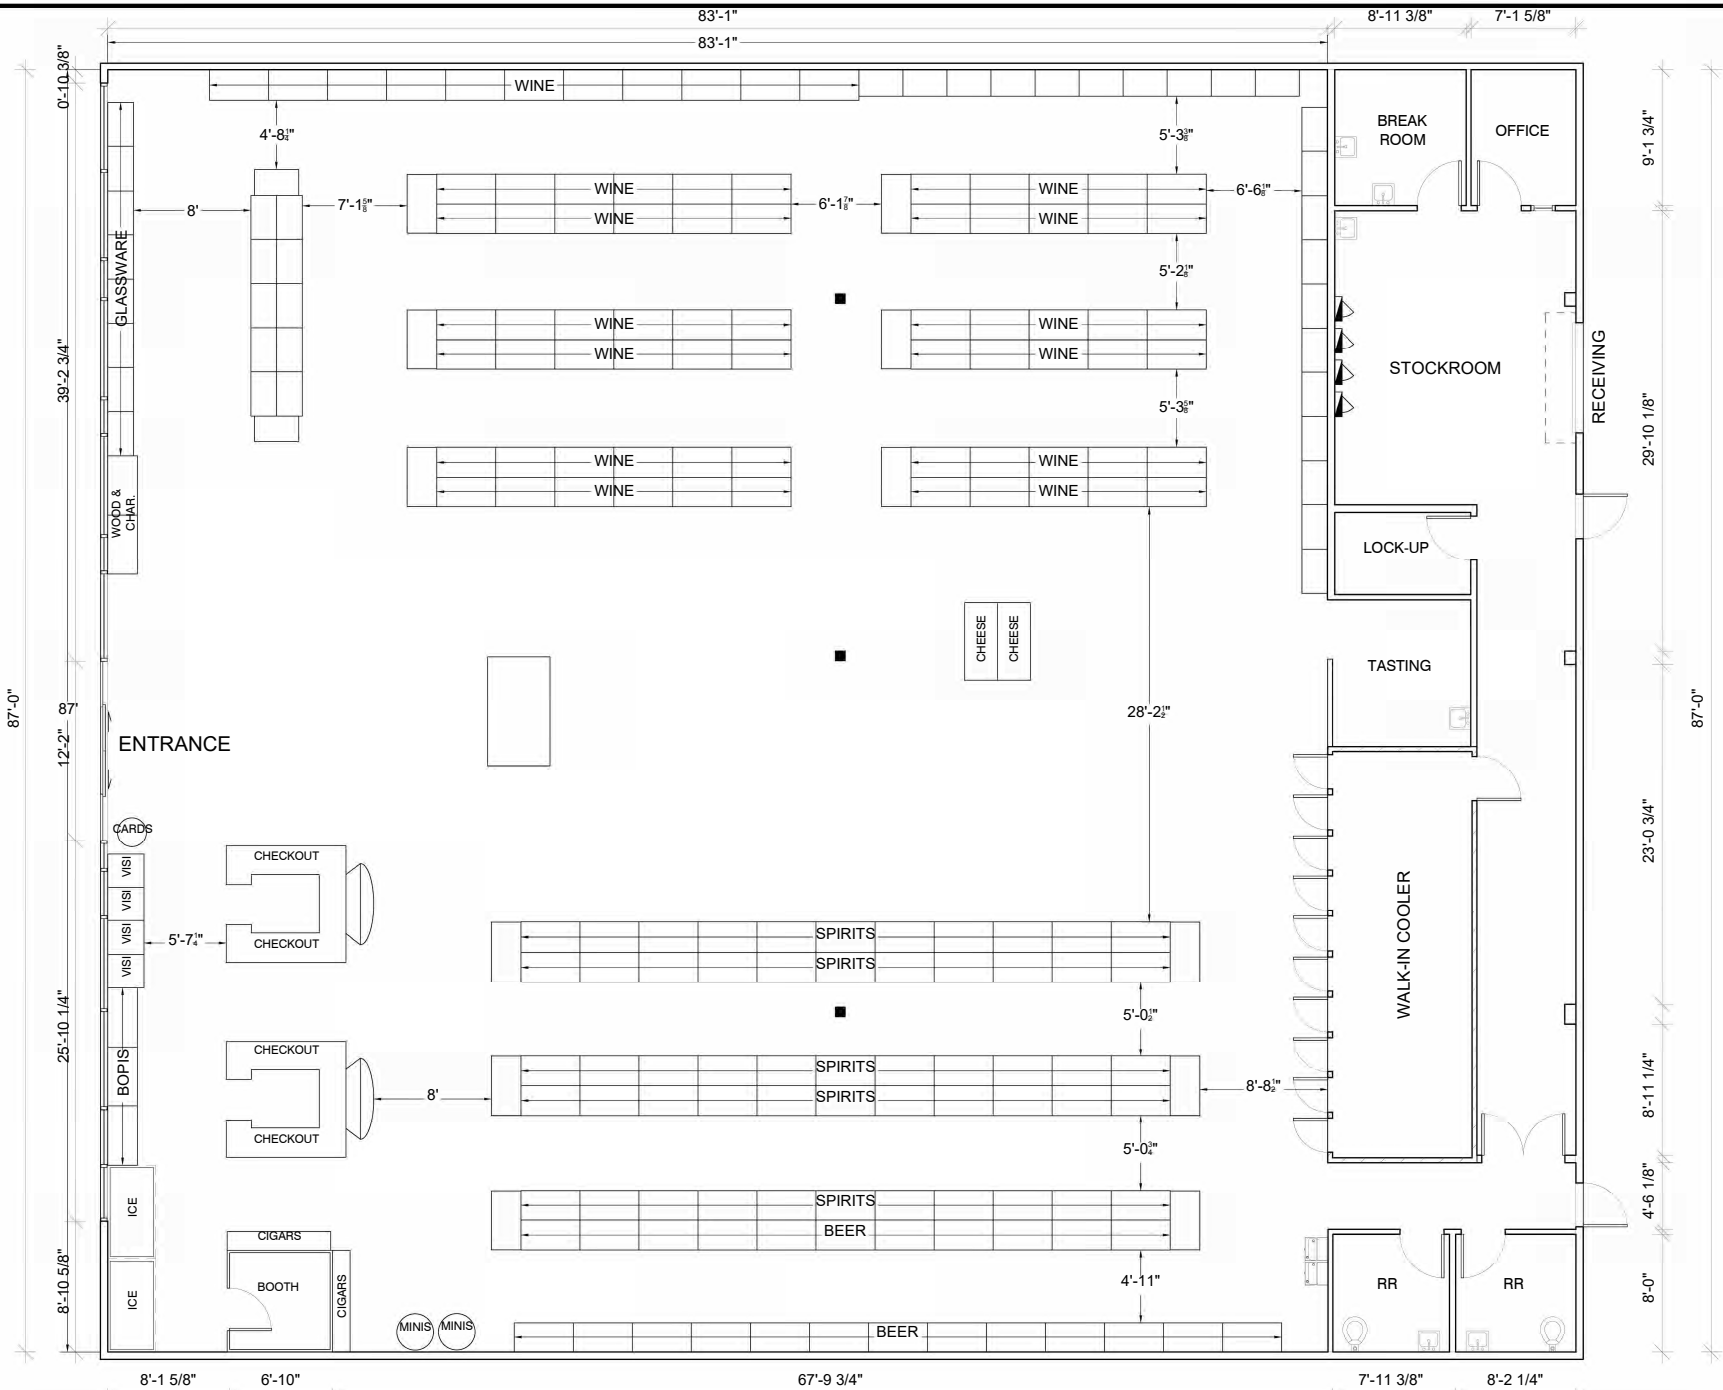 83'-1"
8'-11 3/8"
7'-1 5/8"
83'-1"
0'-10 3/8"
WINE
4'-8¼"
5'-3⅜"
BREAK
ROOM
OFFICE
9'-1 3/4"
WINE
WINE
WINE
WINE
8'
7'-1⅝"
6'-1⅞"
6'-6⅛"
GLASSWARE
5'-2⅛"
WINE
WINE
WINE
WINE
39'-2 3/4"
STOCKROOM
RECEIVING
5'-3⅝"
29'-10 1/8"
WINE
WINE
WINE
WINE
WOOD &
CHAR.
LOCK-UP
CHEESE
CHEESE
TASTING
87'-0"
87'
12'-2"
28'-2½"
87'-0"
ENTRANCE
CARDS
VISI
VISI
VISI
VISI
CHECKOUT
CHECKOUT
5'-7¼"
23'-0 3/4"
WALK-IN COOLER
SPIRITS
SPIRITS
5'-0½"
25'-10 1/4"
BOPIS
CHECKOUT
CHECKOUT
8'
SPIRITS
SPIRITS
8'-8½"
8'-11 1/4"
5'-0¾"
ICE
SPIRITS
BEER
4'-6 1/8"
CIGARS
BOOTH
CIGARS
ICE
8'-10 5/8"
4'-11"
RR
RR
8'-0"
MINIS
MINIS
BEER
8'-1 5/8"
6'-10"
67'-9 3/4"
7'-11 3/8"
8'-2 1/4"